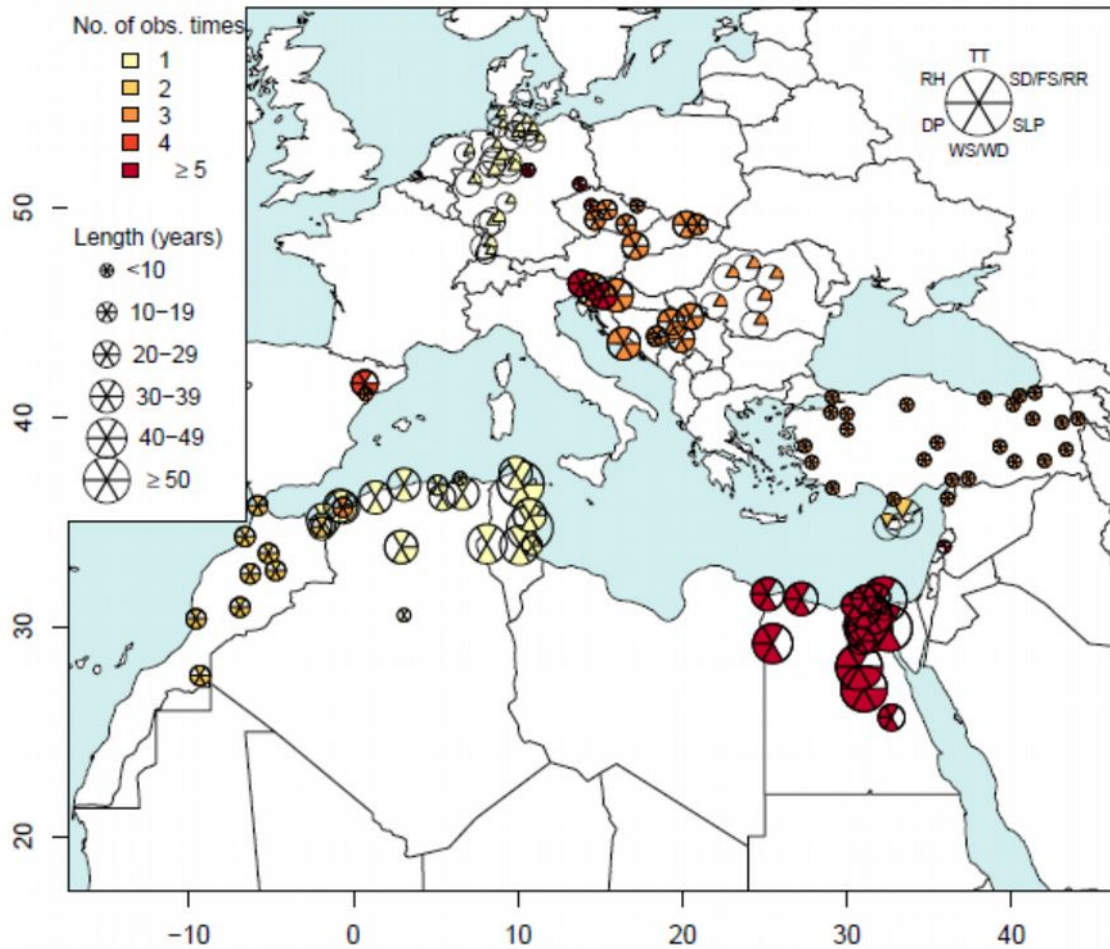 No. of obs. times
1
2
3
4
≥ 5
Length (years)
<10
10−19
20−29
30−39
40−49
≥ 50
TT
RH SD/FS/RR
DP SLP
WS/WD
50
40
30
20
−10 0 10 20 30 40